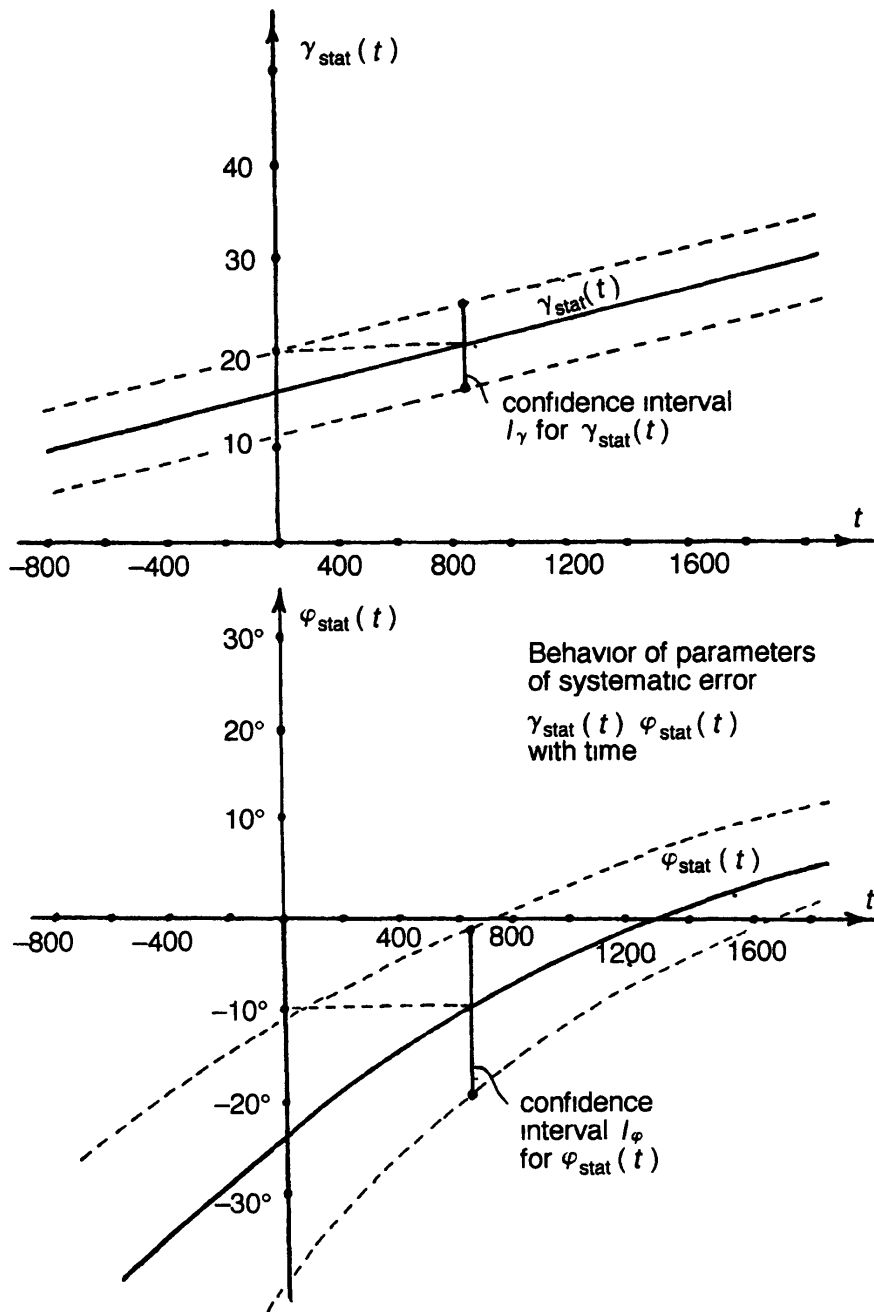 γstat(t)
40
30
γstat(t)
20
confidence interval
Iγ for γstat(t)
10
t
–800 –400 400 800 1200 1600
φstat(t)
30°
Behavior of parameters
of systematic error
20°
γstat(t) φstat(t)
with time
10°
φstat(t)
t
–800 –400 400 800 1200 1600
–10°
–20°
confidence
interval Iφ
for φstat(t)
–30°